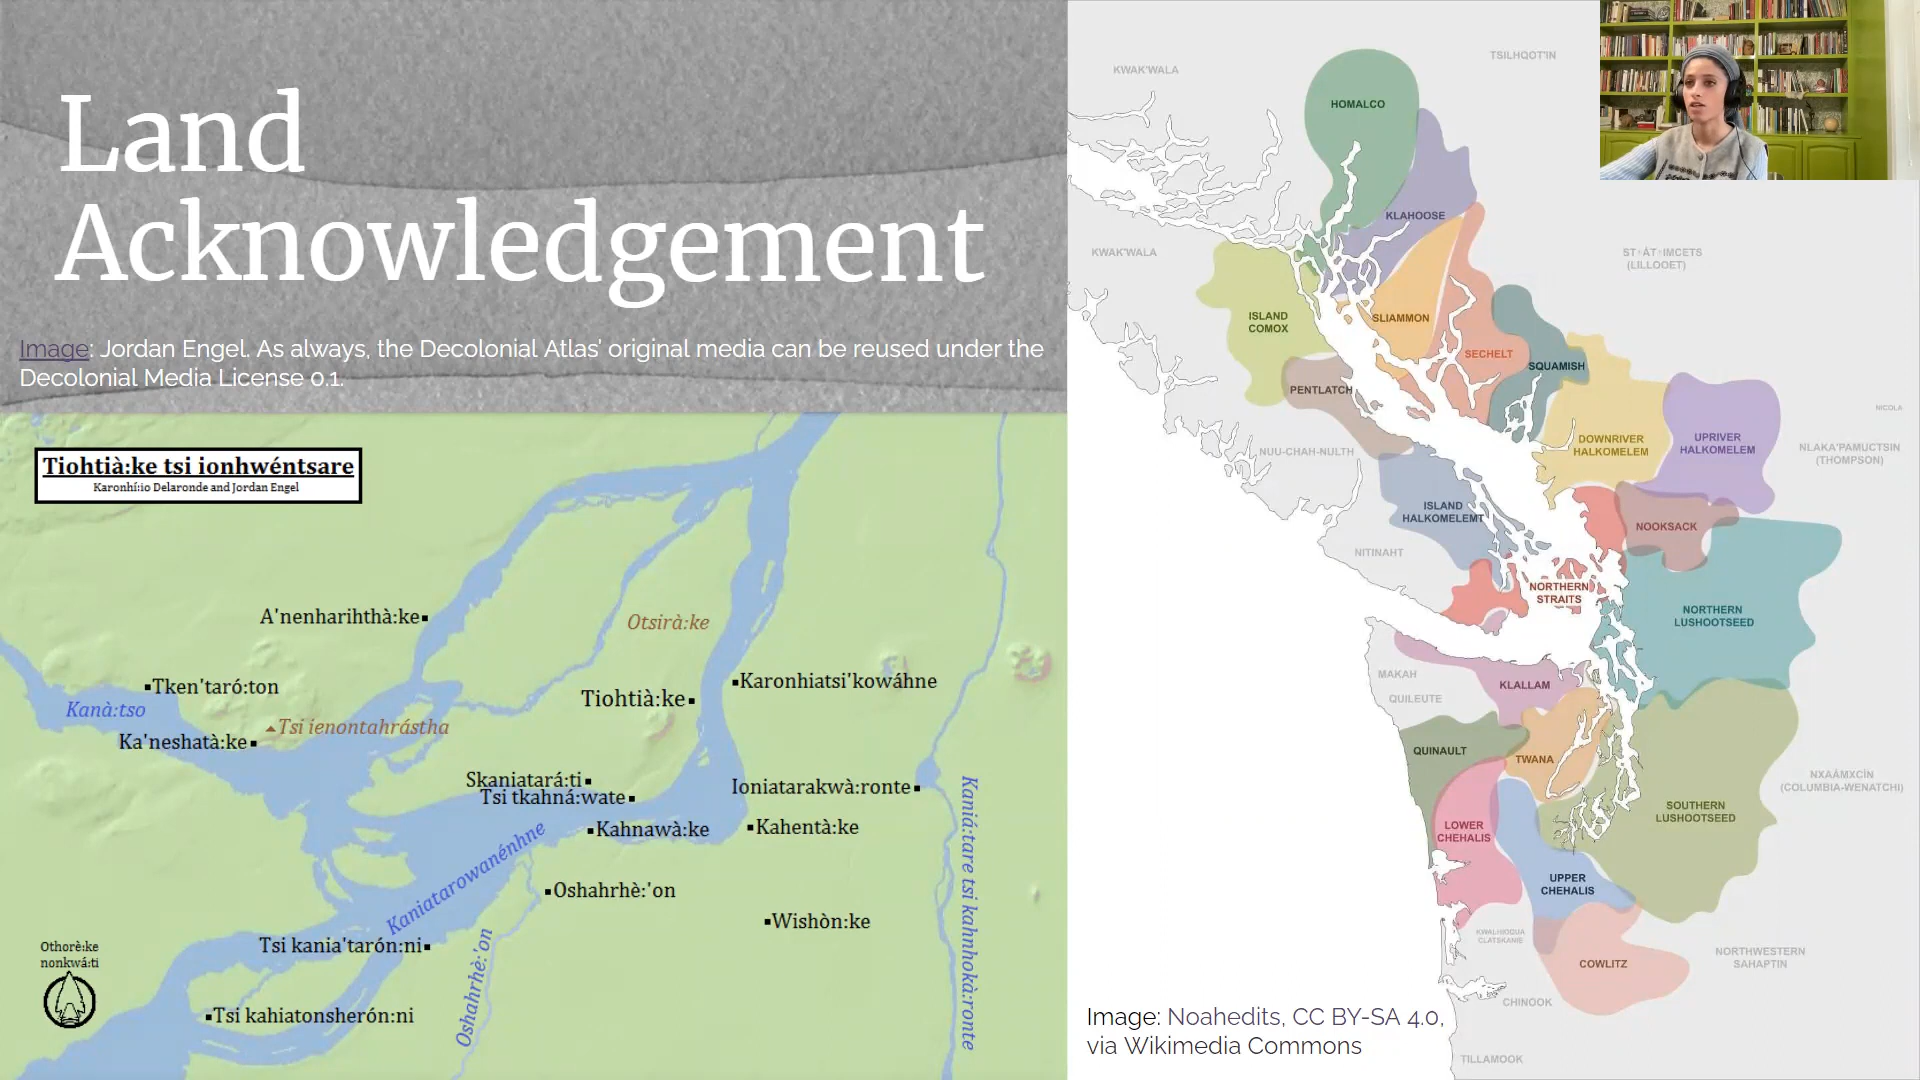 Land
Acknowledgement
Image: Jordan Engel. As always, the Decolonial Atlas’ original media can be reused under the
Decolonial Media License 0.1.
Tiohtià:ke tsi ionhwéntsare
Karonhí:io Delaronde and Jordan Engel
A'nenharihthà:ke
Otsirà:ke
Tken'taró:ton
Kanà:tso
Tsi ienontahrástha
Ka'neshatà:ke
Tiohtià:ke
Karonhiatsi'kowáhne
Skaniatará:ti
Tsi tkahná:wate
Ioniatarakwà:ronte
Kahnawà:ke
Kahentà:ke
Kaniatarowanénhne
Oshahrhè:'on
Wishòn:ke
Tsi kania'tarón:ni
Oshahrhè:'on
Kaniá:tare tsi kahnhokà:ronte
Othorè:ke
nonkwá:ti
Tsi kahiatonsherón:ni
KWAK'WALA
TSILHQOT'IN
HOMALCO
KLAHOOSE
KWAK'WALA
ST̓ÁT̓IMCETS
(LILLOOET)
ISLAND
COMOX
SLIAMMON
SECHELT
SQUAMISH
PENTLATCH
NICOLA
DOWNRIVER
HALKOMELEM
UPRIVER
HALKOMELEM
NLAKA'PAMUCTSIN
(THOMPSON)
NUU-CHAH-NULTH
ISLAND
HALKOMELEMT
NOOKSACK
NITINAHT
NORTHERN
STRAITS
NORTHERN
LUSHOOTSEED
MAKAH
KLALLAM
QUILEUTE
QUINAULT
TWANA
NXAÂMXCÍN
(COLUMBIA-WENATCHI)
SOUTHERN
LUSHOOTSEED
LOWER
CHEHALIS
UPPER
CHEHALIS
KWALHIOQUA
CLATSKANIE
COWLITZ
NORTHWESTERN
SAHAPTIN
CHINOOK
TILLAMOOK
Image: Noahedits, CC BY-SA 4.0,
via Wikimedia Commons